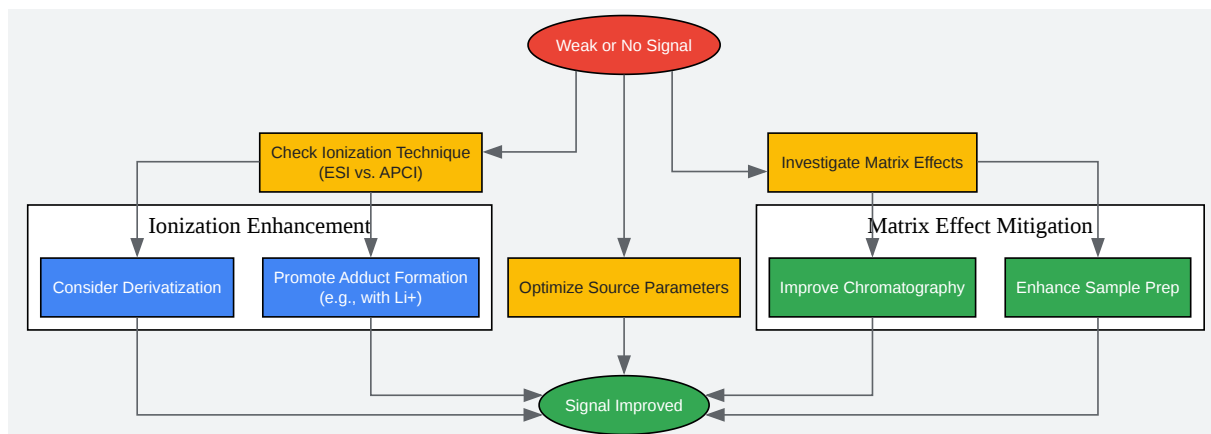 Weak or No Signal
Check Ionization Technique
(ESI vs. APCI)
Investigate Matrix Effects
Ionization Enhancement
Matrix Effect Mitigation
Consider Derivatization
Promote Adduct Formation
(e.g., with Li+)
Optimize Source Parameters
Improve Chromatography
Enhance Sample Prep
Signal Improved